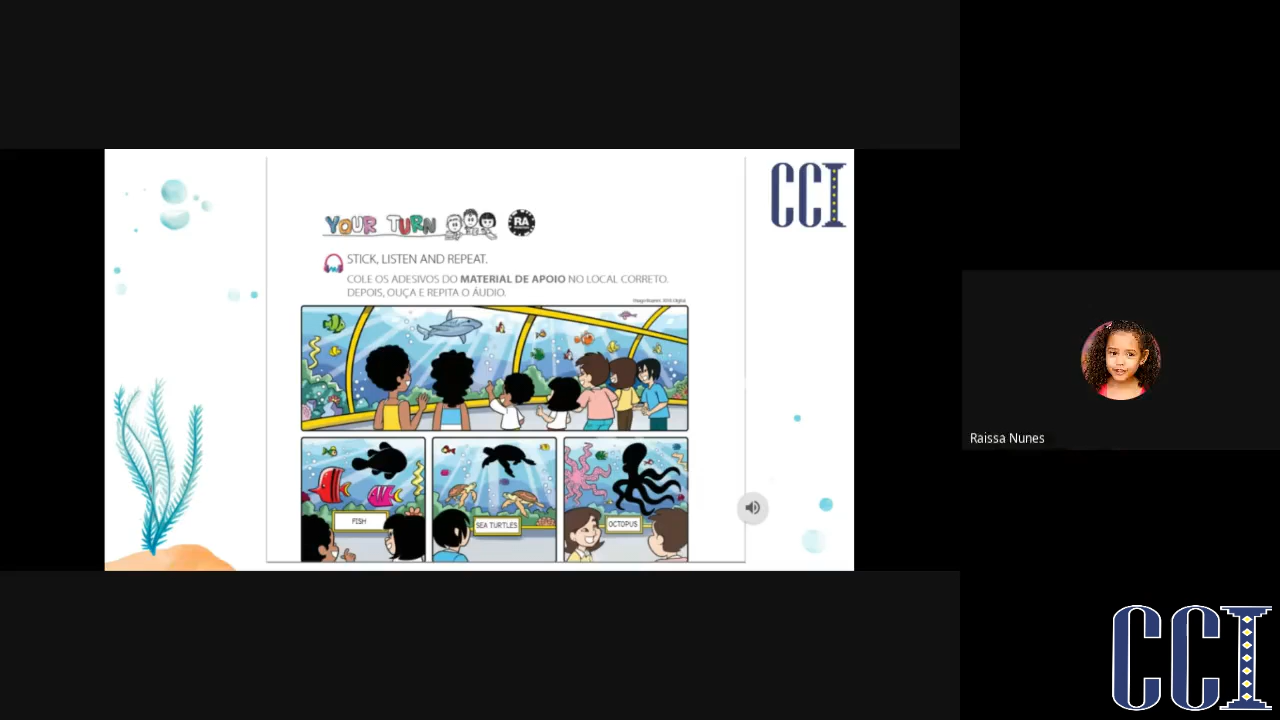 CCI
YOUR TURN
RA
STICK, LISTEN AND REPEAT.
COLE OS ADESIVOS DO MATERIAL DE APOIO NO LOCAL CORRETO.
DEPOIS, OUÇA E REPITA O ÁUDIO.
FISH
SEA TURTLES
OCTOPUS
Raissa Nunes
CCI